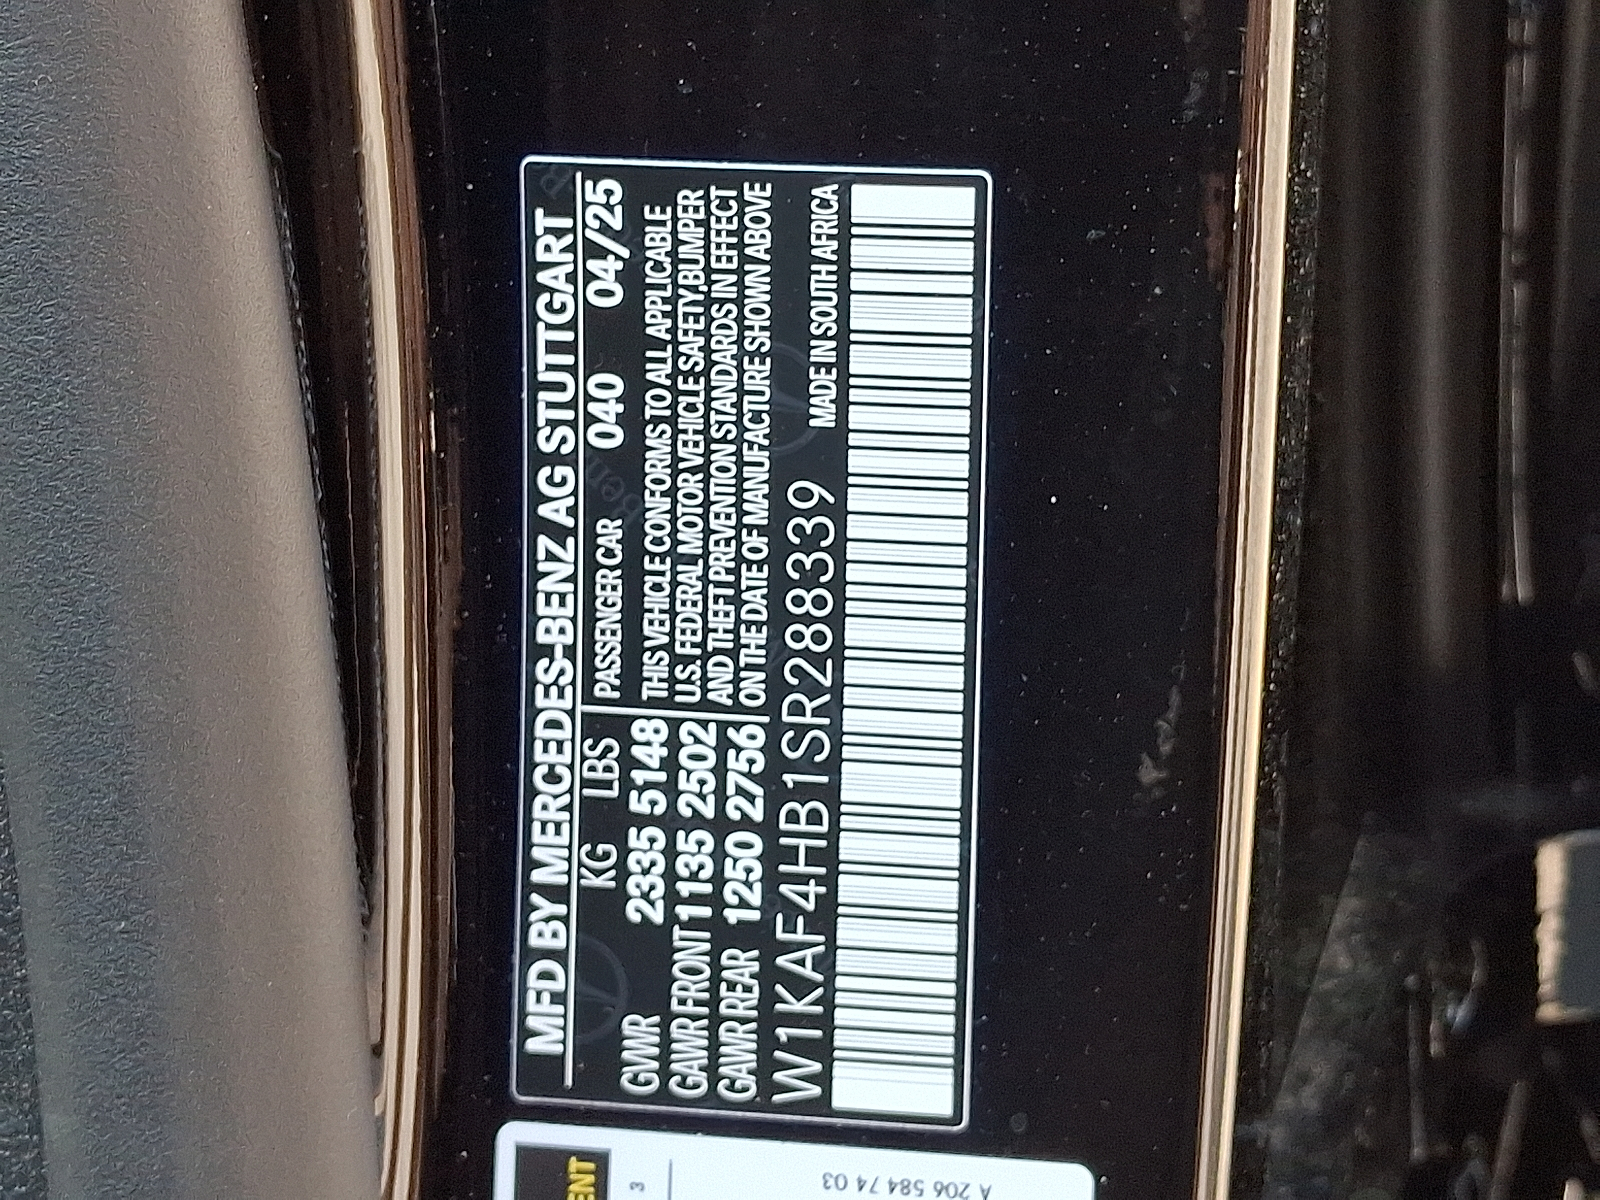 MFD BY MERCEDES-BENZ AG STUTTGART
KG LBS PASSENGER CAR 040 04/25
GVWR 2335 5148
GAWR FRONT 1135 2502
GAWR REAR 1250 2756
THIS VEHICLE CONFORMS TO ALL APPLICABLE
U.S. FEDERAL MOTOR VEHICLE SAFETY,BUMPER
AND THEFT PREVENTION STANDARDS IN EFFECT
ON THE DATE OF MANUFACTURE SHOWN ABOVE
W1KAF4HB1SR288339 MADE IN SOUTH AFRICA
3
A 206 584 74 03